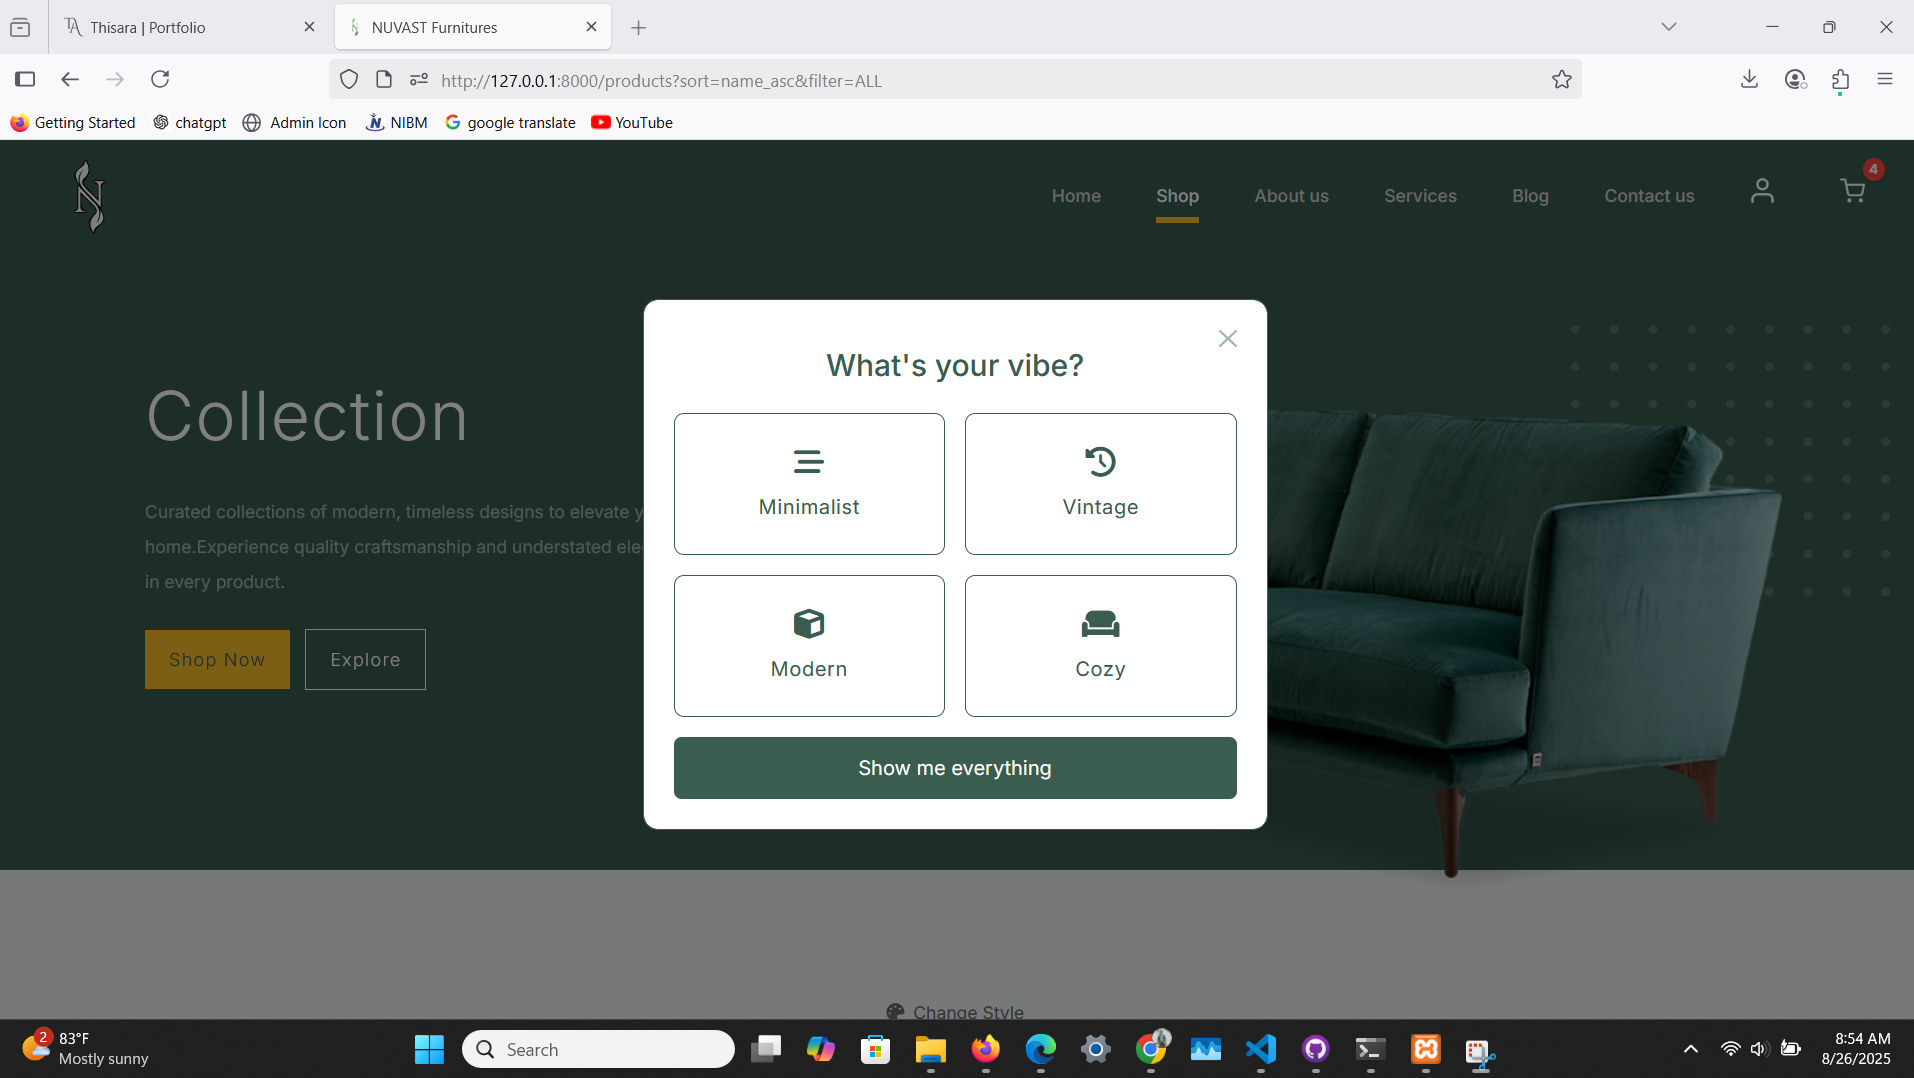 Thisara | Portfolio
NUVAST Furnitures
http://127.0.0.1:8000/products?sort=name_asc&filter=ALL
Getting Started
chatgpt
Admin Icon
NIBM
google translate
YouTube
N
Home
Shop
About us
Services
Blog
Contact us
4
Collection
Curated collections of modern, timeless designs to elevate
home.Experience quality craftsmanship and understated
in every product.
Shop Now
Explore
What's your vibe?
Minimalist
Vintage
Modern
Cozy
Show me everything
Change Style
2
83°F
Mostly sunny
Search
8:54 AM
8/26/2025